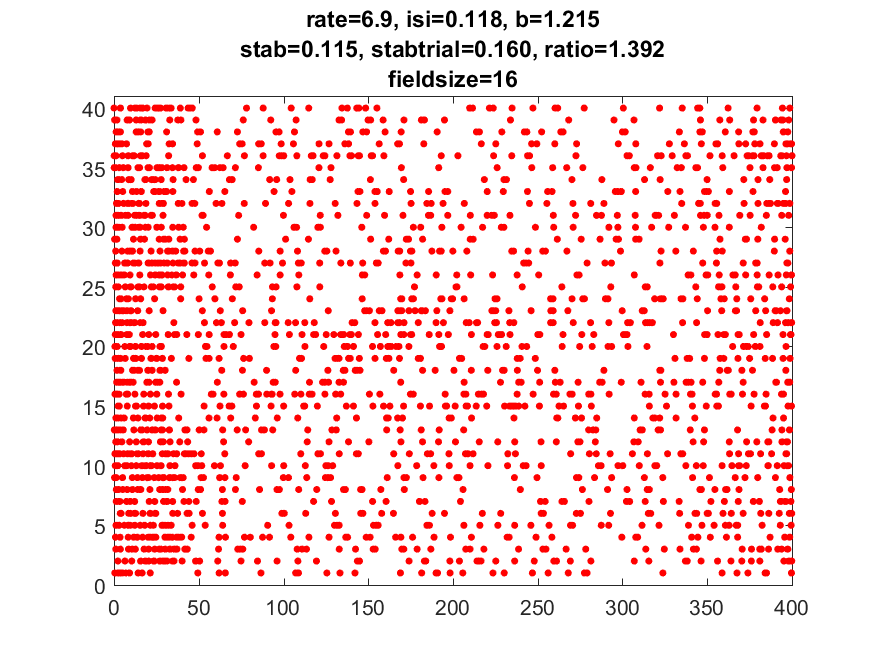 rate=6.9, isi=0.118, b=1.215
stab=0.115, stabtrial=0.160, ratio=1.392
fieldsize=16
40
35
30
25
20
15
10
5
0
0 50 100 150 200 250 300 350 400